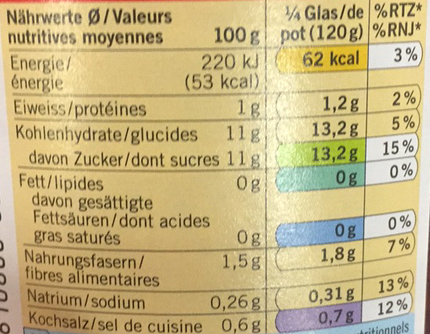 Nährwerte Ø/Valeurs ¼ Glas/de %RTZ*
nutritives moyennes 100 g pot (120 g) %RNJ*
Energie/ 220 kJ 62 kcal 3%
énergie (53 kcal)
Eiweiss/protéines 1 g 1,2 g 2%
Kohlenhydrate/glucides 11 g 13,2 g 5%
davon Zucker/dont sucres 11 g 13,2 g 15%
Fett/lipides 0 g 0 g 0%
davon gesättigte
Fettsäuren/dont acides
gras saturés 0 g 0 g 0%
Nahrungsfasern/ 1,5 g 1,8 g 7%
fibres alimentaires
Natrium/sodium 0,26 g 0,31 g 13%
Kochsalz/sel de cuisine 0,6 g 0,7 g 12%